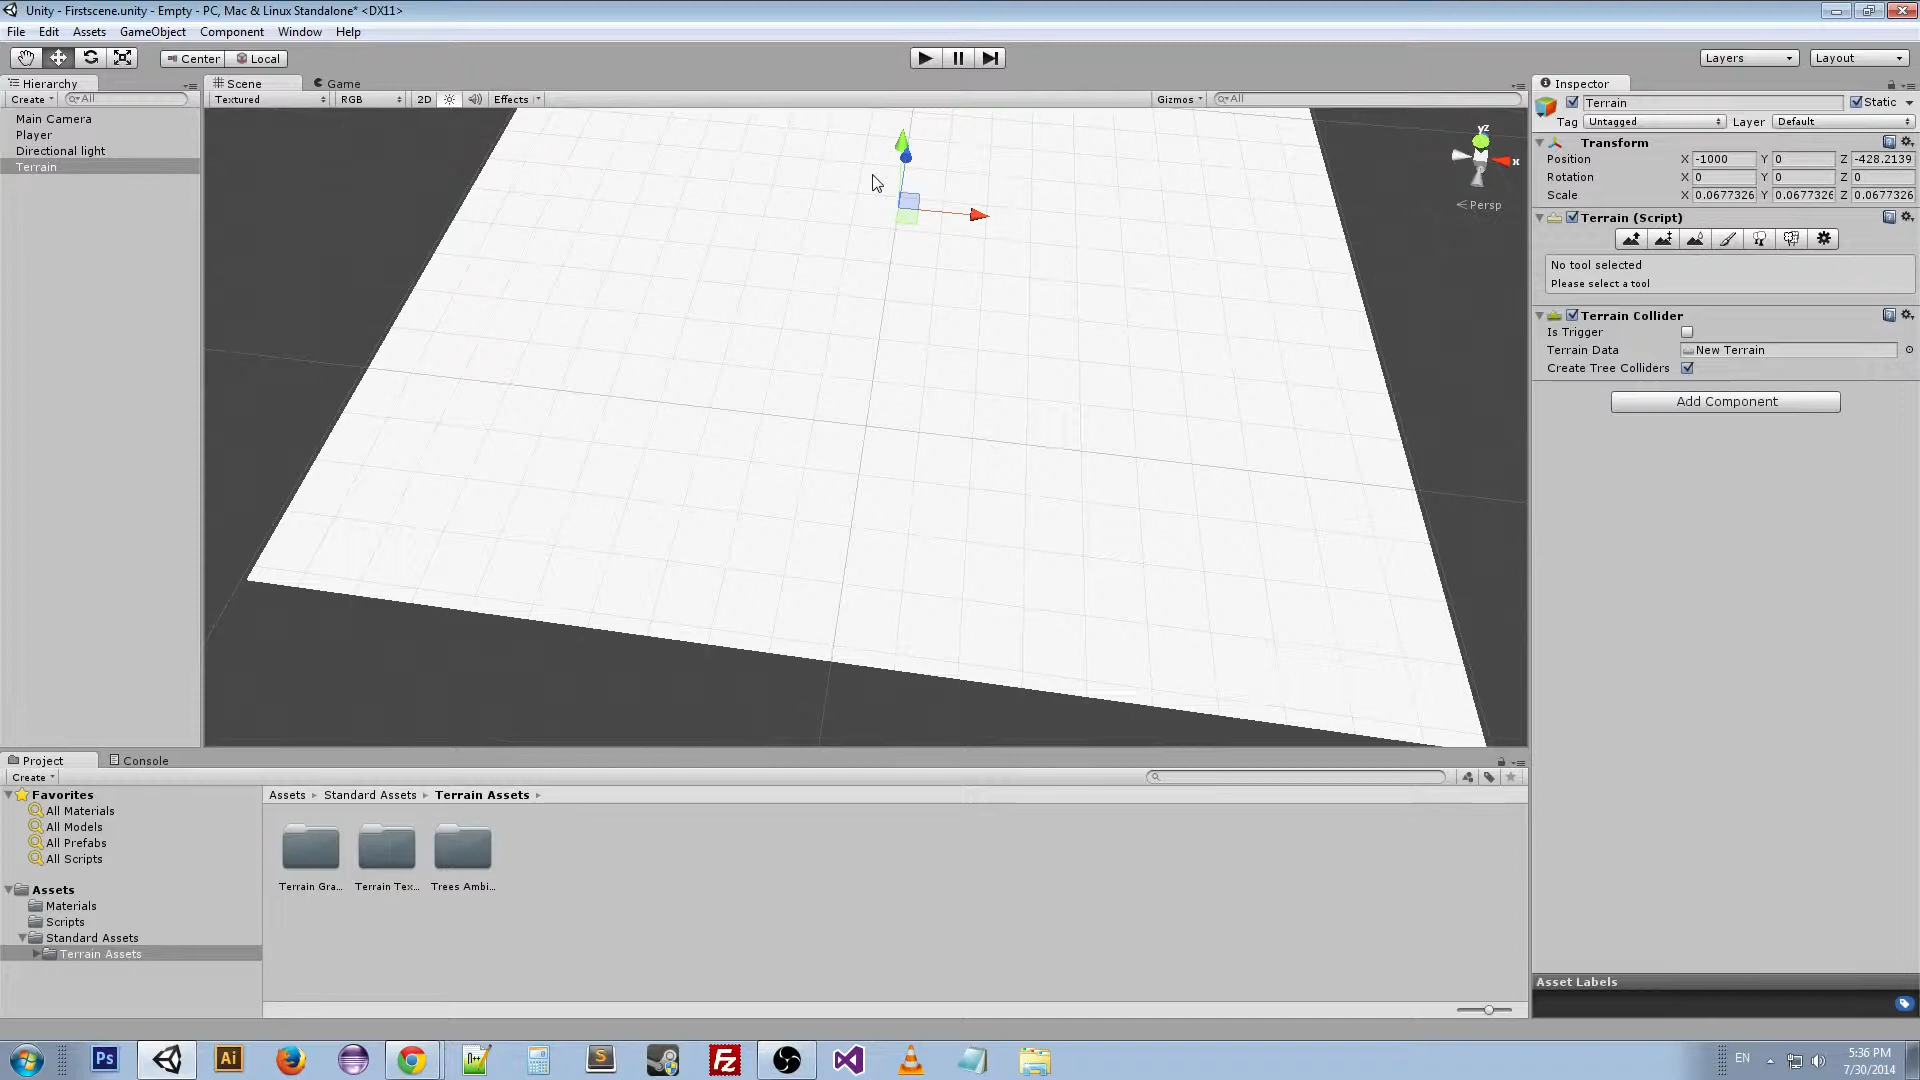 Unity - Firstscene.unity - Empty - PC, Mac & Linux Standalone* <DX11>
File Edit Assets GameObject Component Window Help
Center Local Layers Layout
Hierarchy
Create All
Main Camera
Player
Directional light
Terrain
Scene Game
Textured RGB 2D Effects Gizmos All
yz
x
Persp
Inspector
Terrain Static
Tag Untagged Layer Default
Transform
Position X -1000 Y 0 Z -428.2139
Rotation X 0 Y 0 Z 0
Scale X 0.0677326 Y 0.0677326 Z 0.0677326
Terrain (Script)
No tool selected
Please select a tool
Terrain Collider
Is Trigger
Terrain Data New Terrain
Create Tree Colliders
Add Component
Asset Labels
Project Console
Create
Favorites
All Materials
All Models
All Prefabs
All Scripts
Assets
Materials
Scripts
Standard Assets
Terrain Assets
Assets Standard Assets Terrain Assets
Terrain Gra... Terrain Tex... Trees Ambi...
Ps Ai S Fz
EN
5:36 PM
7/30/2014